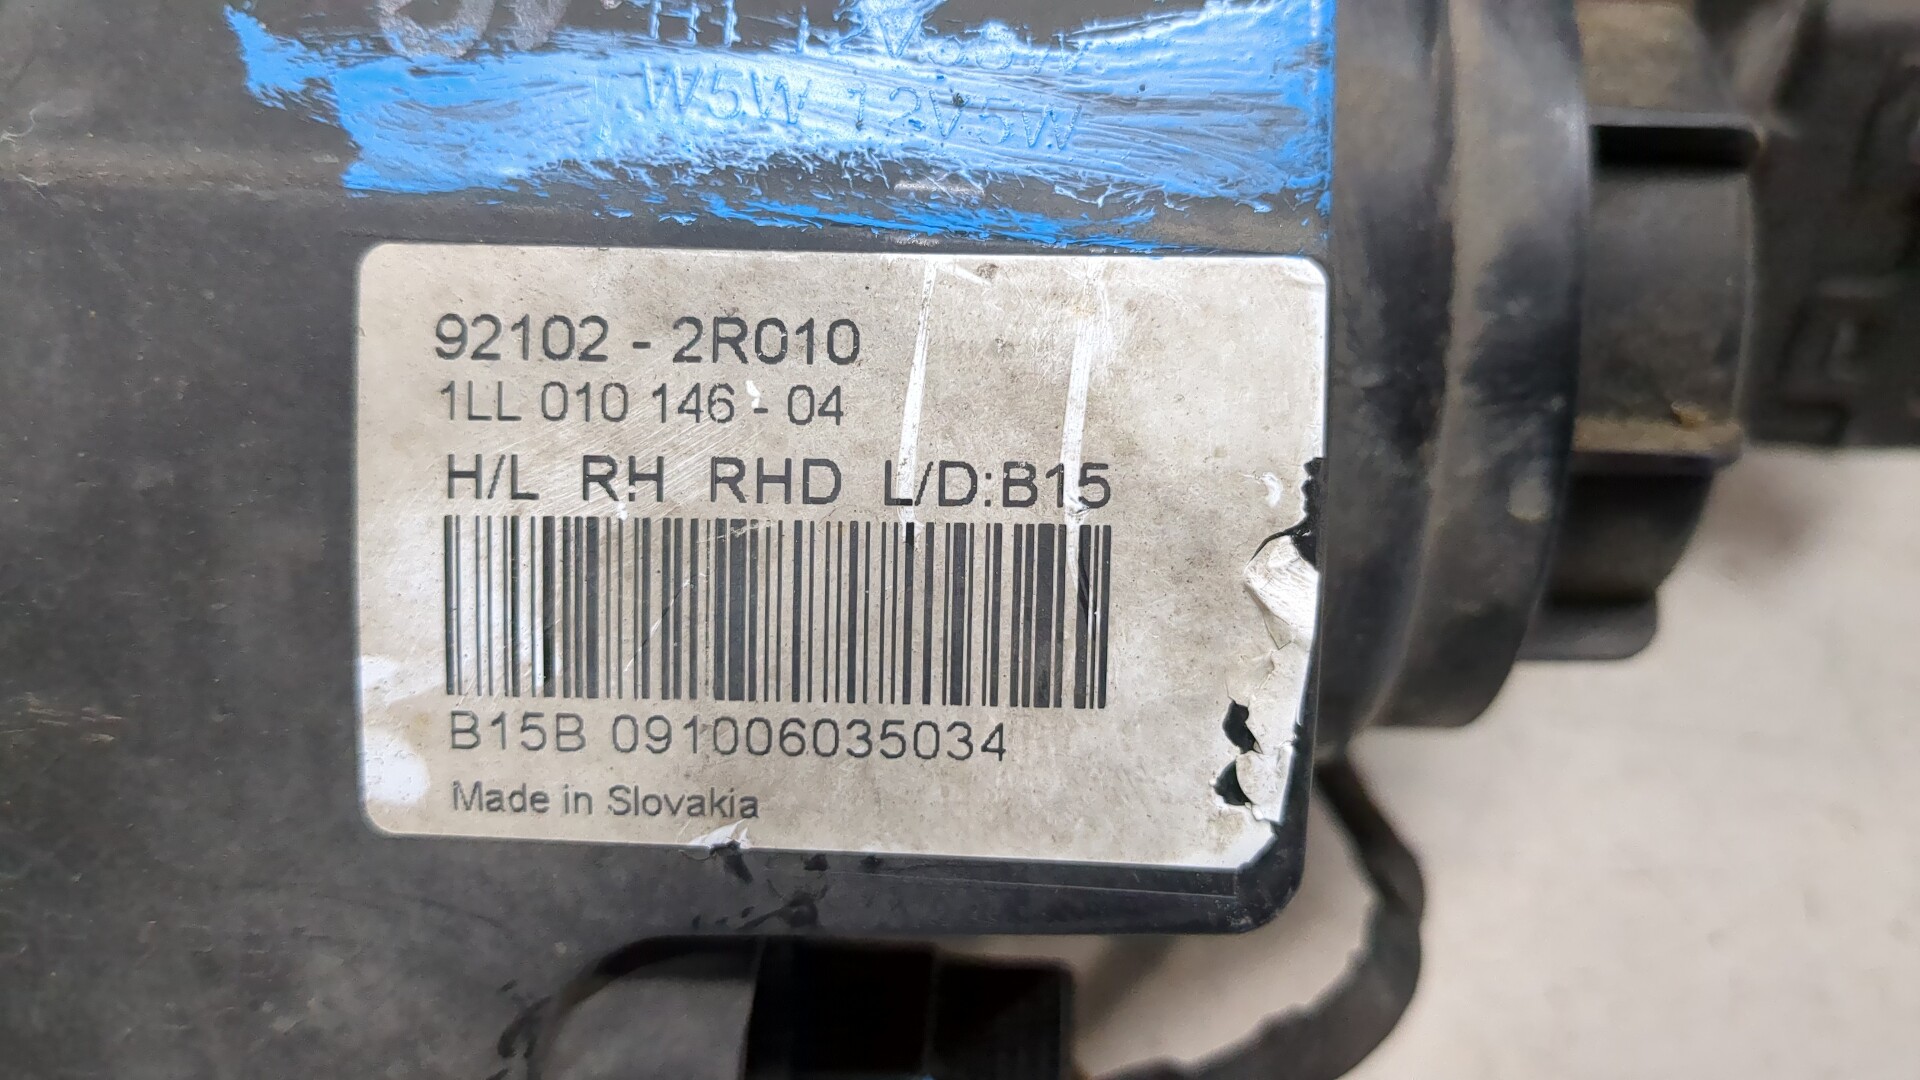 W5W 12V5W
92102 - 2R010
1LL 010 146 - 04
H/L RH RHD L/D:B15
B15B 091006035034
Made in Slovakia